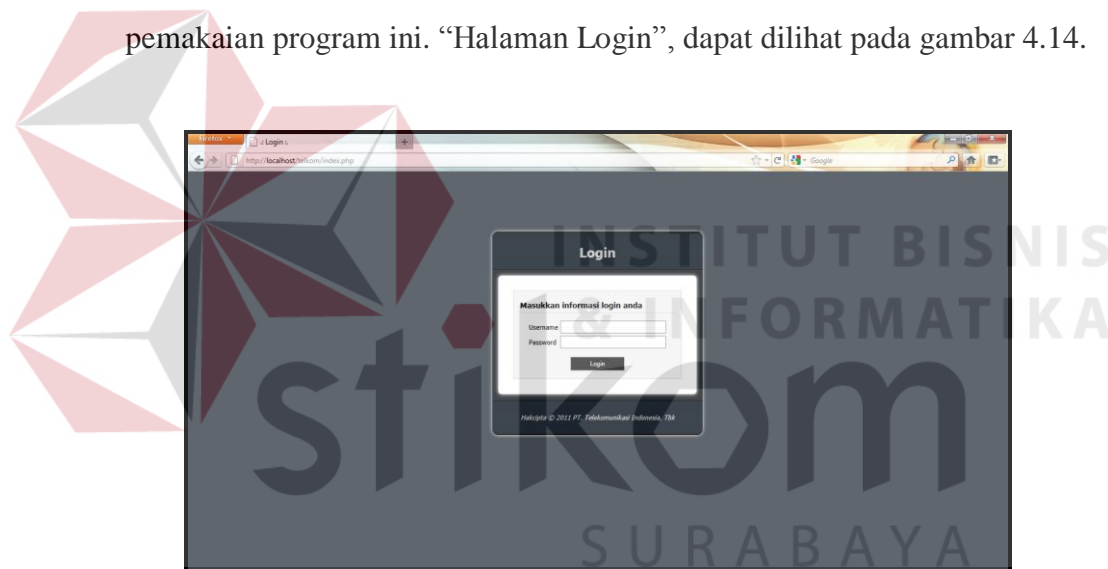 pemakaian program ini. “Halaman Login”, dapat dilihat pada gambar 4.14.
Firefox
.: Login :.
http://localhost/telkom/index.php
Google
INSTITUT BISNIS
& INFORMATIKA
stikom
SURABAYA
Login
Masukkan informasi login anda
Username
Password
Login
Hakcipta © 2011 PT. Telekomunikasi Indonesia, Tbk